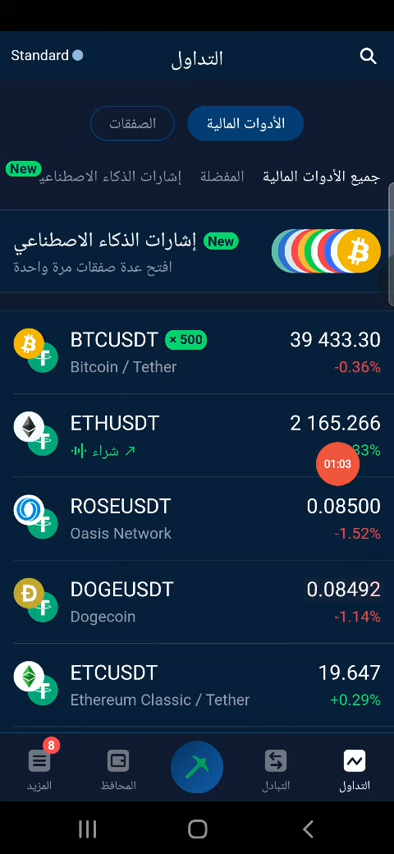 Standard
التداول
الأدوات المالية
الصفقات
جميع الأدوات المالية
المفضلة
إشارات الذكاء الاصطناعي
New
إشارات الذكاء الاصطناعي New
افتح عدة صفقات مرة واحدة
BTCUSDT × 500 39 433.30
Bitcoin / Tether -0.36%
ETHUSDT 2 165.266
شراء 33%
01:03
ROSEUSDT 0.08500
Oasis Network -1.52%
DOGEUSDT 0.08492
Dogecoin -1.14%
ETCUSDT 19.647
Ethereum Classic / Tether +0.29%
التداول
التبادل
المحافظ
8
المزيد